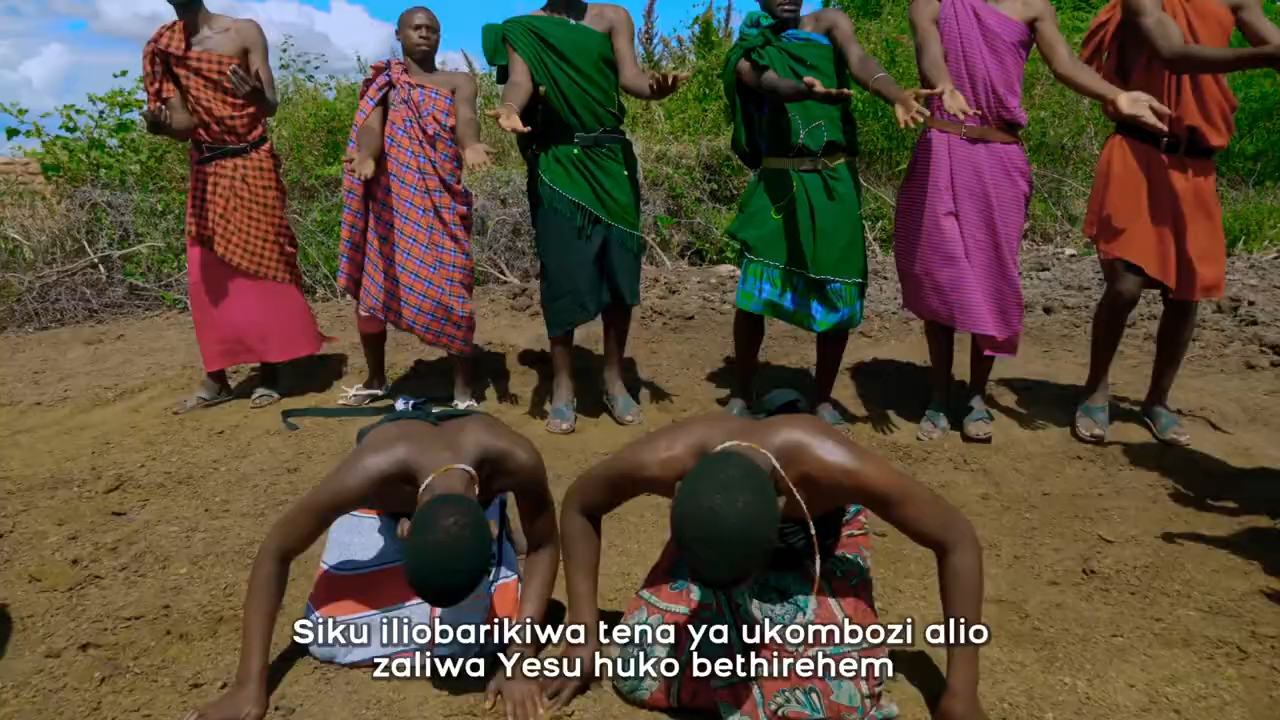 Siku iliobarikiwa tena ya ukombozi alio
zaliwa Yesu huko bethirehem